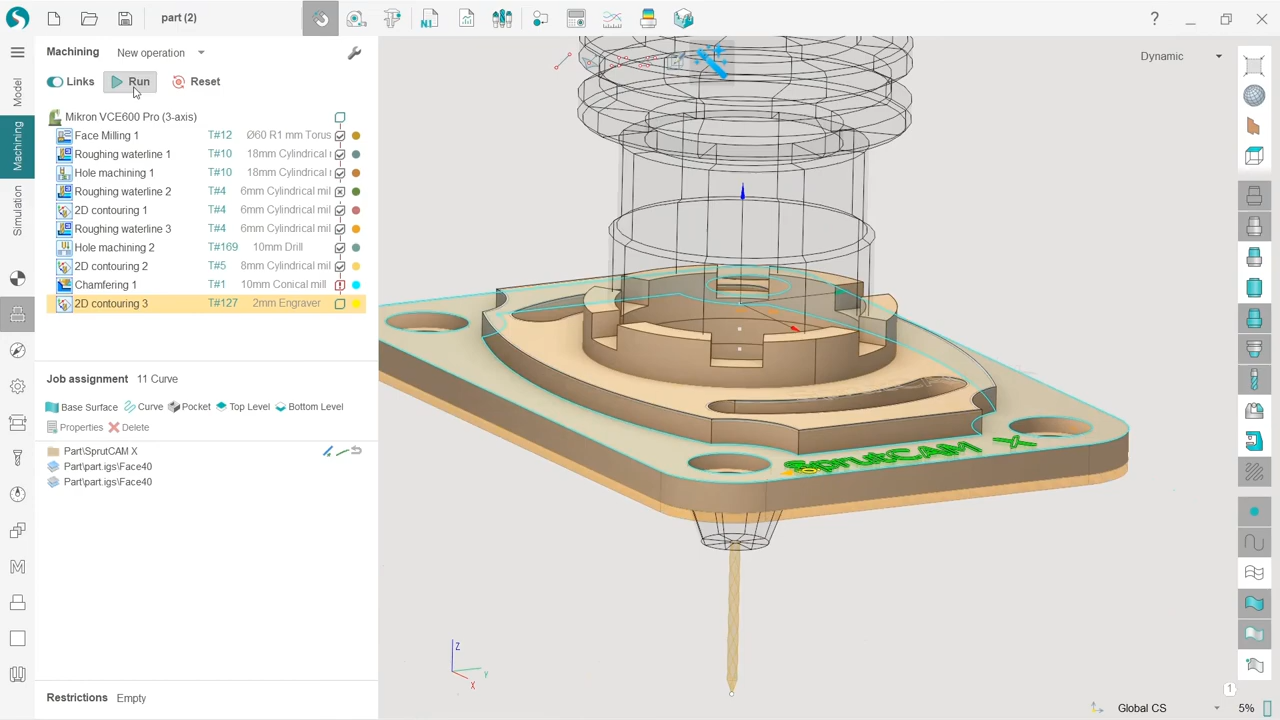 part (2)
?
Machining New operation
Links Run Reset
Model
Machining
Simulation
Mikron VCE600 Pro (3-axis)
Face Milling 1 T#12 Ø60 R1 mm Torus
Roughing waterline 1 T#10 18mm Cylindrical
Hole machining 1 T#10 18mm Cylindrical
Roughing waterline 2 T#4 6mm Cylindrical mil
2D contouring 1 T#4 6mm Cylindrical mil
Roughing waterline 3 T#4 6mm Cylindrical mil
Hole machining 2 T#169 10mm Drill
2D contouring 2 T#5 8mm Cylindrical mil
Chamfering 1 T#1 10mm Conical mill
2D contouring 3 T#127 2mm Engraver
Job assignment 11 Curve
Base Surface Curve Pocket Top Level Bottom Level
Properties Delete
Part\SprutCAM X
Part\part.igs\Face40
Part\part.igs\Face40
Restrictions Empty
Dynamic
SprutCAM X
Z
y
X
1
Global CS 5%